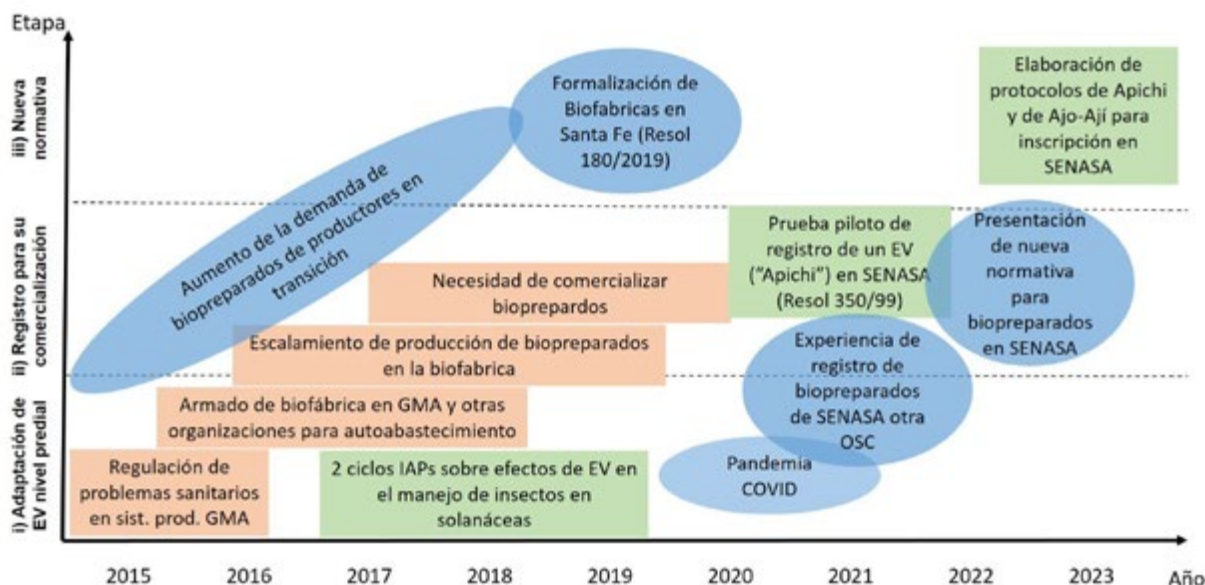 Etapa
iii) Nueva
normativa
ii) Registro para su
comercialización
i) Adaptación de
EV nivel predial
Formalización de
Biofabricas en
Santa Fe (Resol
180/2019)
Elaboración de
protocolos de Apichi
y de Ajo-Ají para
inscripción en
SENASA
Aumento de la demanda de
biopreparados de productores en
transición
Necesidad de comercializar
bioprepardos
Prueba piloto de
registro de un EV
("Apichi") en SENASA
(Resol 350/99)
Presentación
de nueva
normativa
para
biopreparados
en SENASA
Escalamiento de producción de biopreparados
en la biofabrica
Experiencia de
registro de
biopreparados
de SENASA otra
OSC
Armado de biofábrica en GMA y otras
organizaciones para autoabastecimiento
Regulación de
problemas sanitarios
en sist. prod. GMA
2 ciclos IAPs sobre efectos de EV en
el manejo de insectos en
solanáceas
Pandemia
COVID
2015 2016 2017 2018 2019 2020 2021 2022 2023 Año